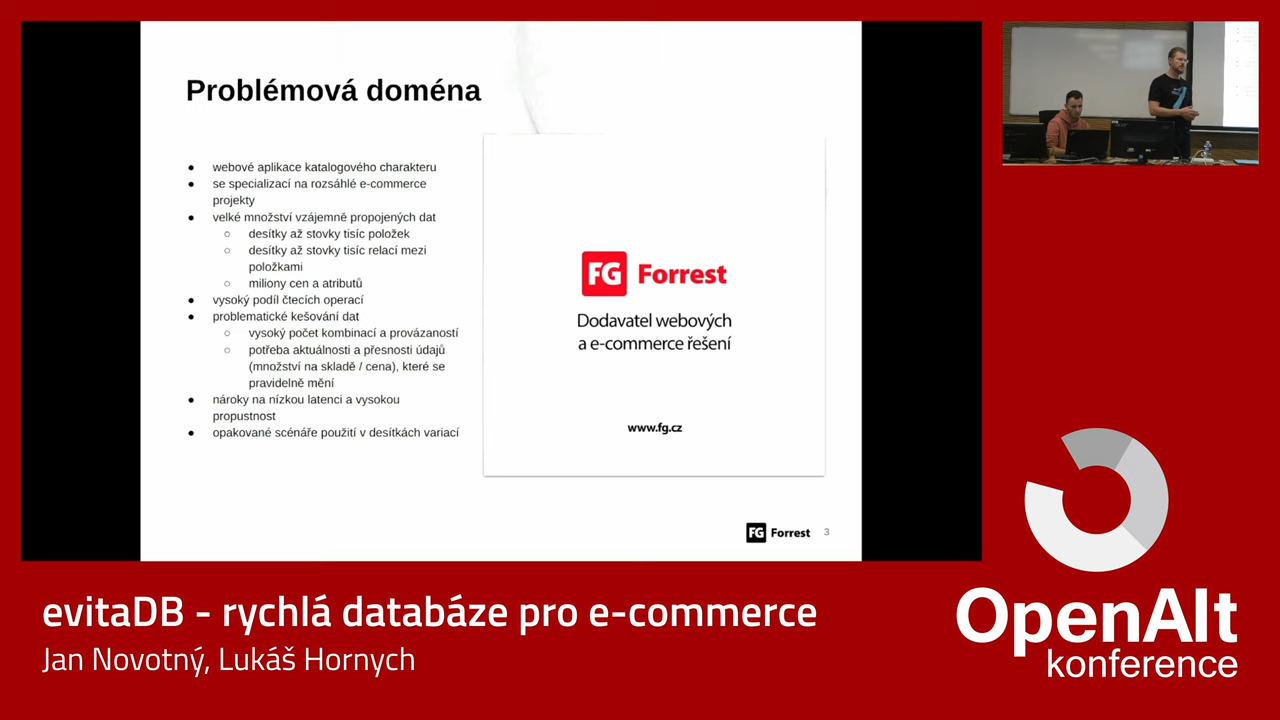 Problémová doména
● webové aplikace katalogového charakteru
● se specializací na rozsáhlé e-commerce
projekty
● velké množství vzájemně propojených dat
○ desítky až stovky tisíc položek
○ desítky až stovky tisíc relací mezi
položkami
○ miliony cen a atributů
● vysoký podíl čtecích operací
● problematické kešování dat
○ vysoký počet kombinací a provázaností
○ potřeba aktuálnosti a přesnosti údajů
(množství na skladě / cena), které se
pravidelně mění
● nároky na nízkou latenci a vysokou
propustnost
● opakované scénáře použití v desítkách variací
FG Forrest
Dodavatel webových
a e-commerce řešení
www.fg.cz
FG Forrest 3
evitaDB - rychlá databáze pro e-commerce
Jan Novotný, Lukáš Hornych
OpenAlt
konference